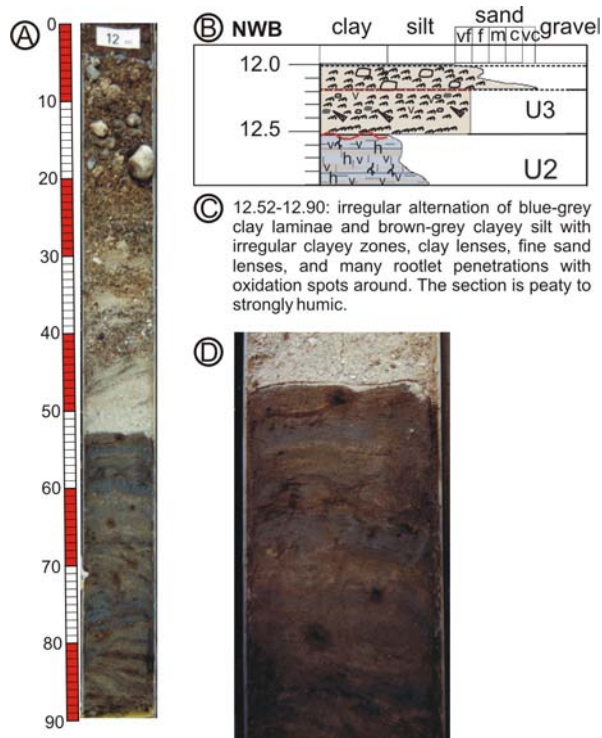 A
0
10
20
30
40
50
60
70
80
90
12
B NWB
clay silt sand gravel
vf f m c vc
12.0
12.5
U3
U2
v v
v v
v v
h v h
h v v
v h v
C 12.52-12.90: irregular alternation of blue-grey
clay laminae and brown-grey clayey silt with
irregular clayey zones, clay lenses, fine sand
lenses, and many rootlet penetrations with
oxidation spots around. The section is peaty to
strongly humic.
D